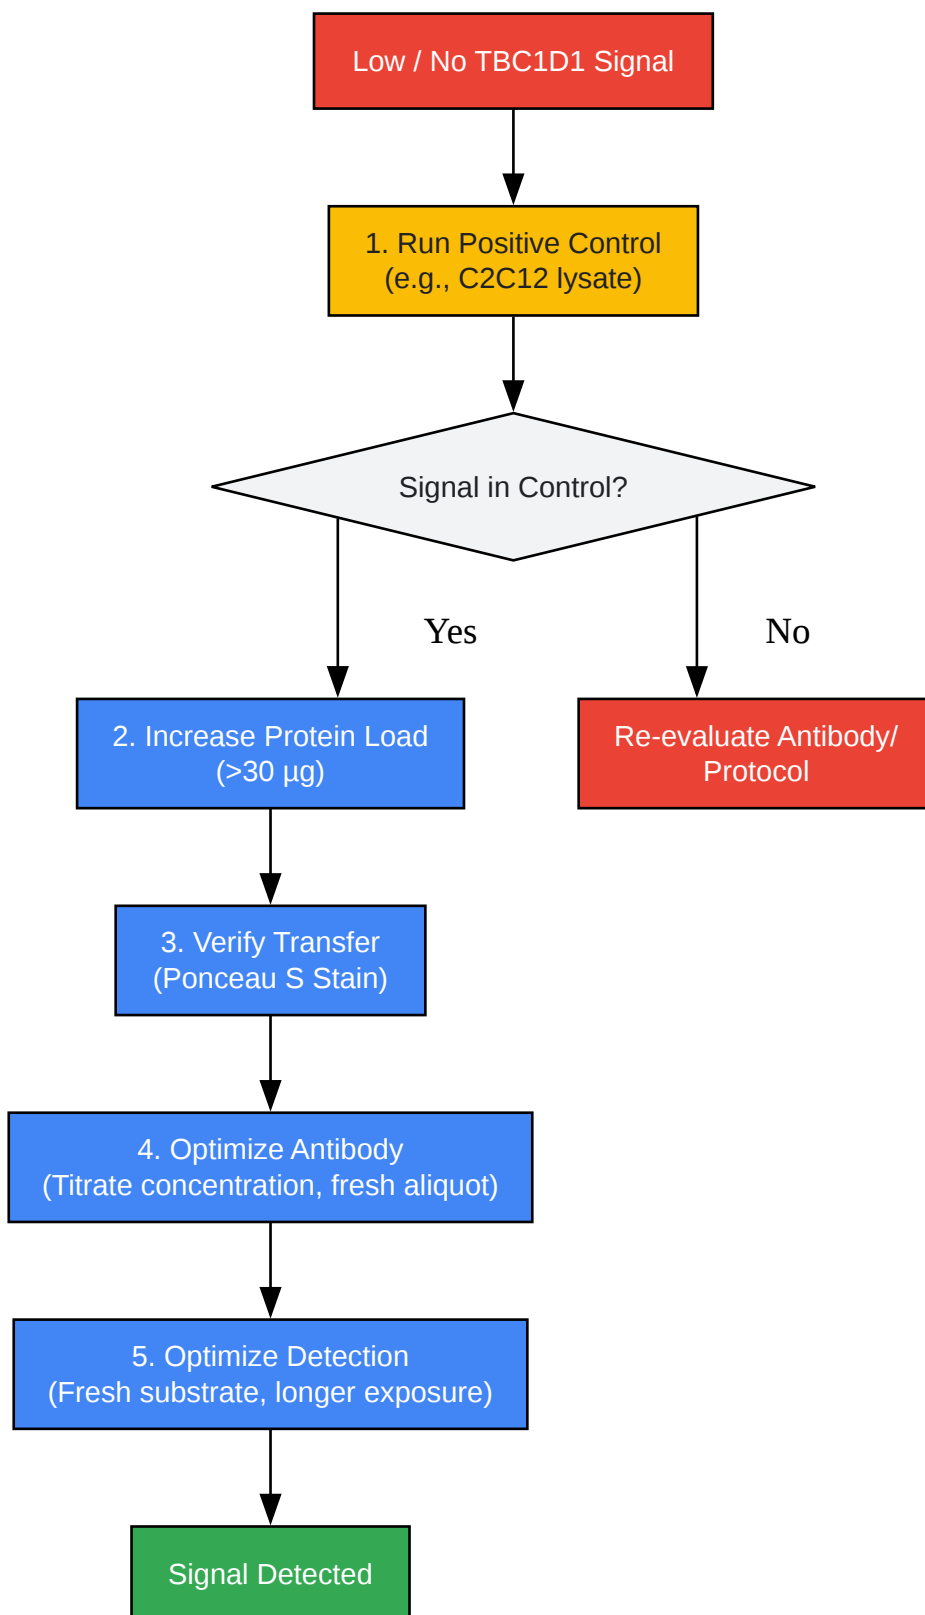 Low / No TBC1D1 Signal
1. Run Positive Control
(e.g., C2C12 lysate)
Signal in Control?
Yes
No
2. Increase Protein Load
(>30 µg)
Re-evaluate Antibody/
Protocol
3. Verify Transfer
(Ponceau S Stain)
4. Optimize Antibody
(Titrate concentration, fresh aliquot)
5. Optimize Detection
(Fresh substrate, longer exposure)
Signal Detected